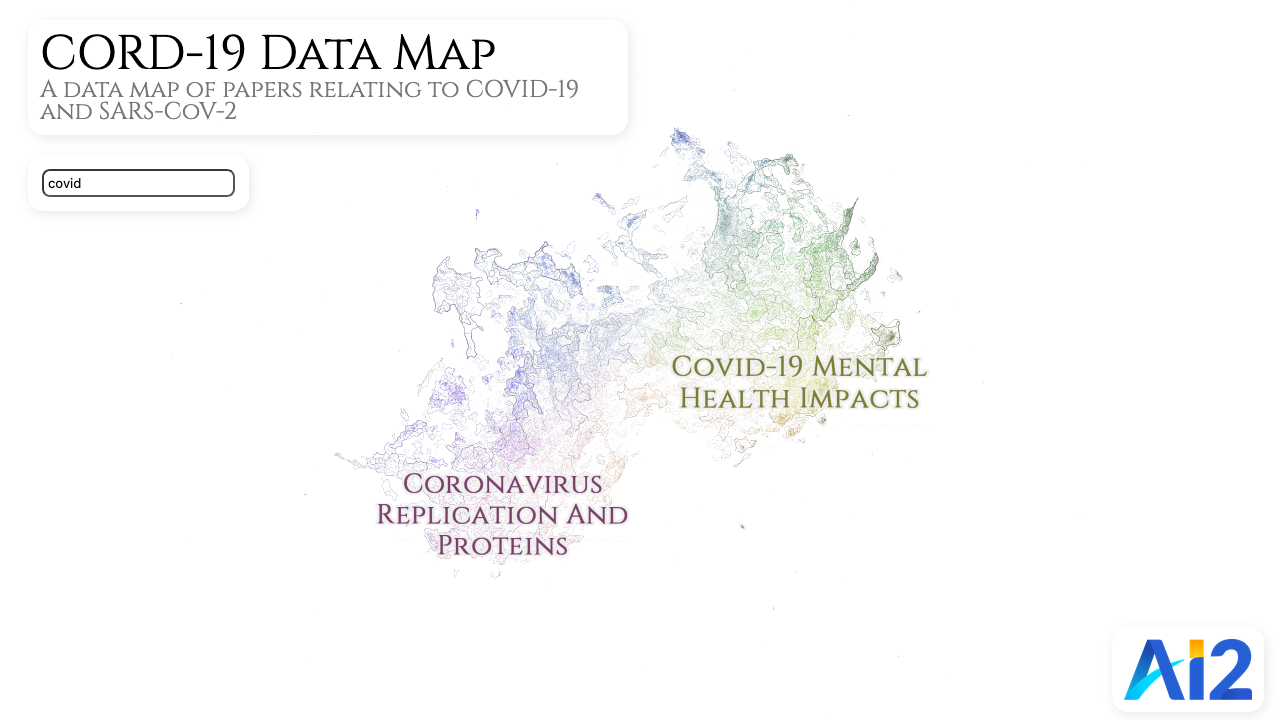 CORD-19 Data Map
A data map of papers relating to COVID-19
and SARS-CoV-2
covid
Covid-19 Mental
Health Impacts
Coronavirus
Replication And
Proteins
Ai2